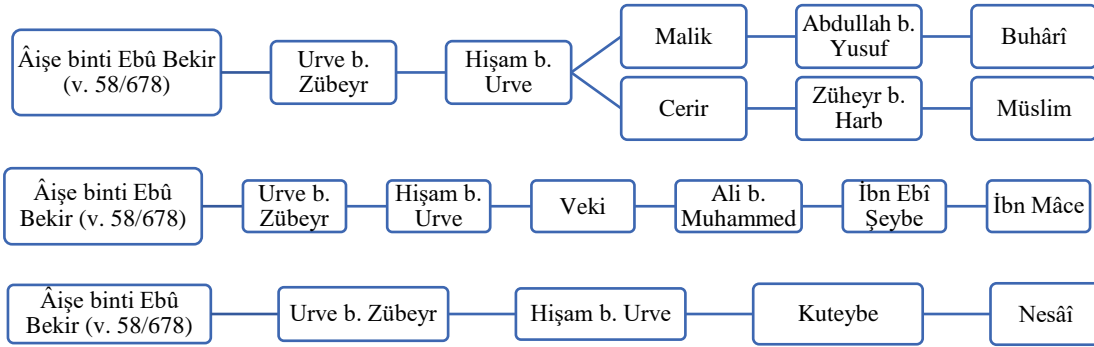 Âişe binti Ebû Bekir
(v. 58/678)
Urve b.
Zübeyr
Hişam b.
Urve
Malik
Abdullah b.
Yusuf
Buhârî
Cerir
Züheyr b.
Harb
Müslim
Âişe binti Ebû
Bekir (v. 58/678)
Urve b.
Zübeyr
Hişam b.
Urve
Veki
Ali b.
Muhammed
İbn Ebî
Şeybe
İbn Mâce
Âişe binti Ebû
Bekir (v. 58/678)
Urve b. Zübeyr
Hişam b. Urve
Kuteybe
Nesâî